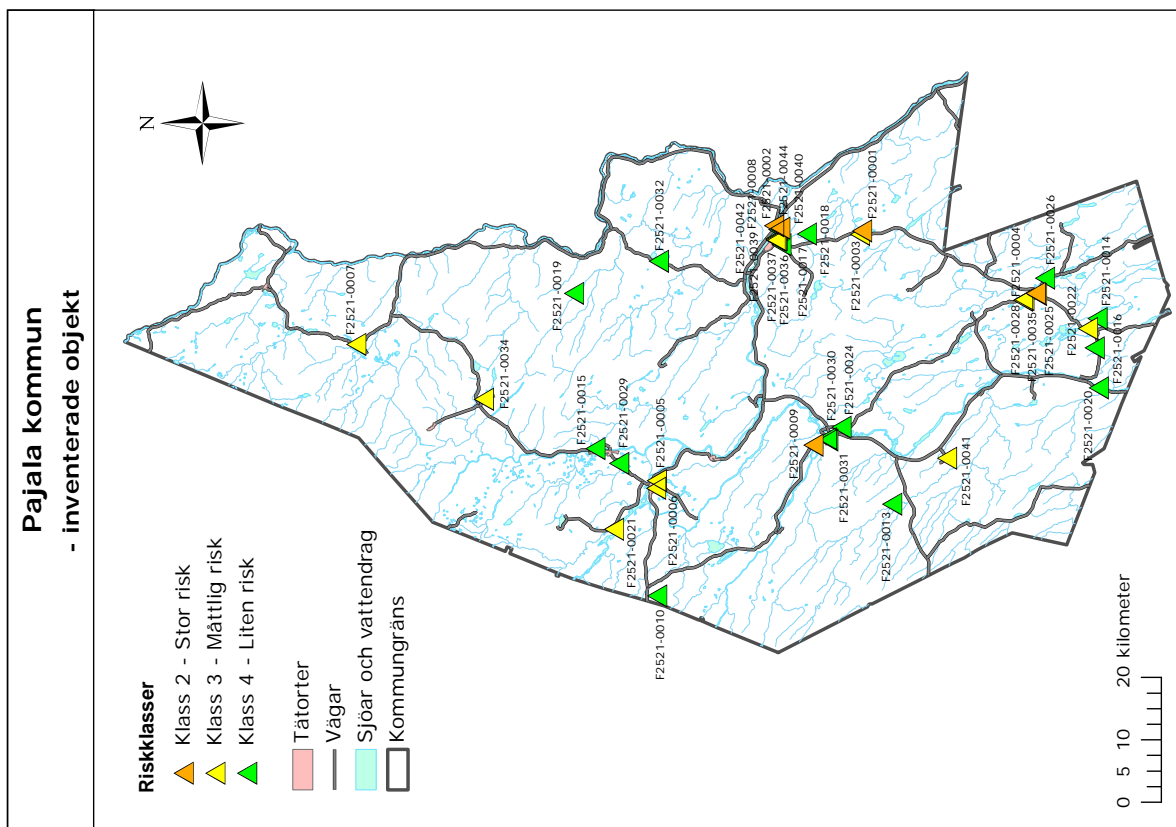 Pajala kommun
- inventerade objekt
N
Riskklasser
Klass 2 - Stor risk
Klass 3 - Måttlig risk
Klass 4 - Liten risk
Tätorter
Vägar
Sjöar och vattendrag
Kommungräns
0 5 10 20 kilometer
F2521-0007
F2521-0034
F2521-0019
F2521-0032
F2521-0015
F2521-0029
F2521-0005
F2521-0006
F2521-0021
F2521-0010
F2521-0042
F2521-0008
F2521-0002
F2521-0044
F2521-0040
F2521-0039
F2521-0037
F2521-0036
F2521-0017
F2521-0018
F2521-0003
F2521-0001
F2521-0009
F2521-0030
F2521-0024
F2521-0031
F2521-0013
F2521-0041
F2521-0004
F2521-0026
F2521-0014
F2521-0028
F2521-0035
F2521-0025
F2521-0022
F2521-0016
F2521-0020